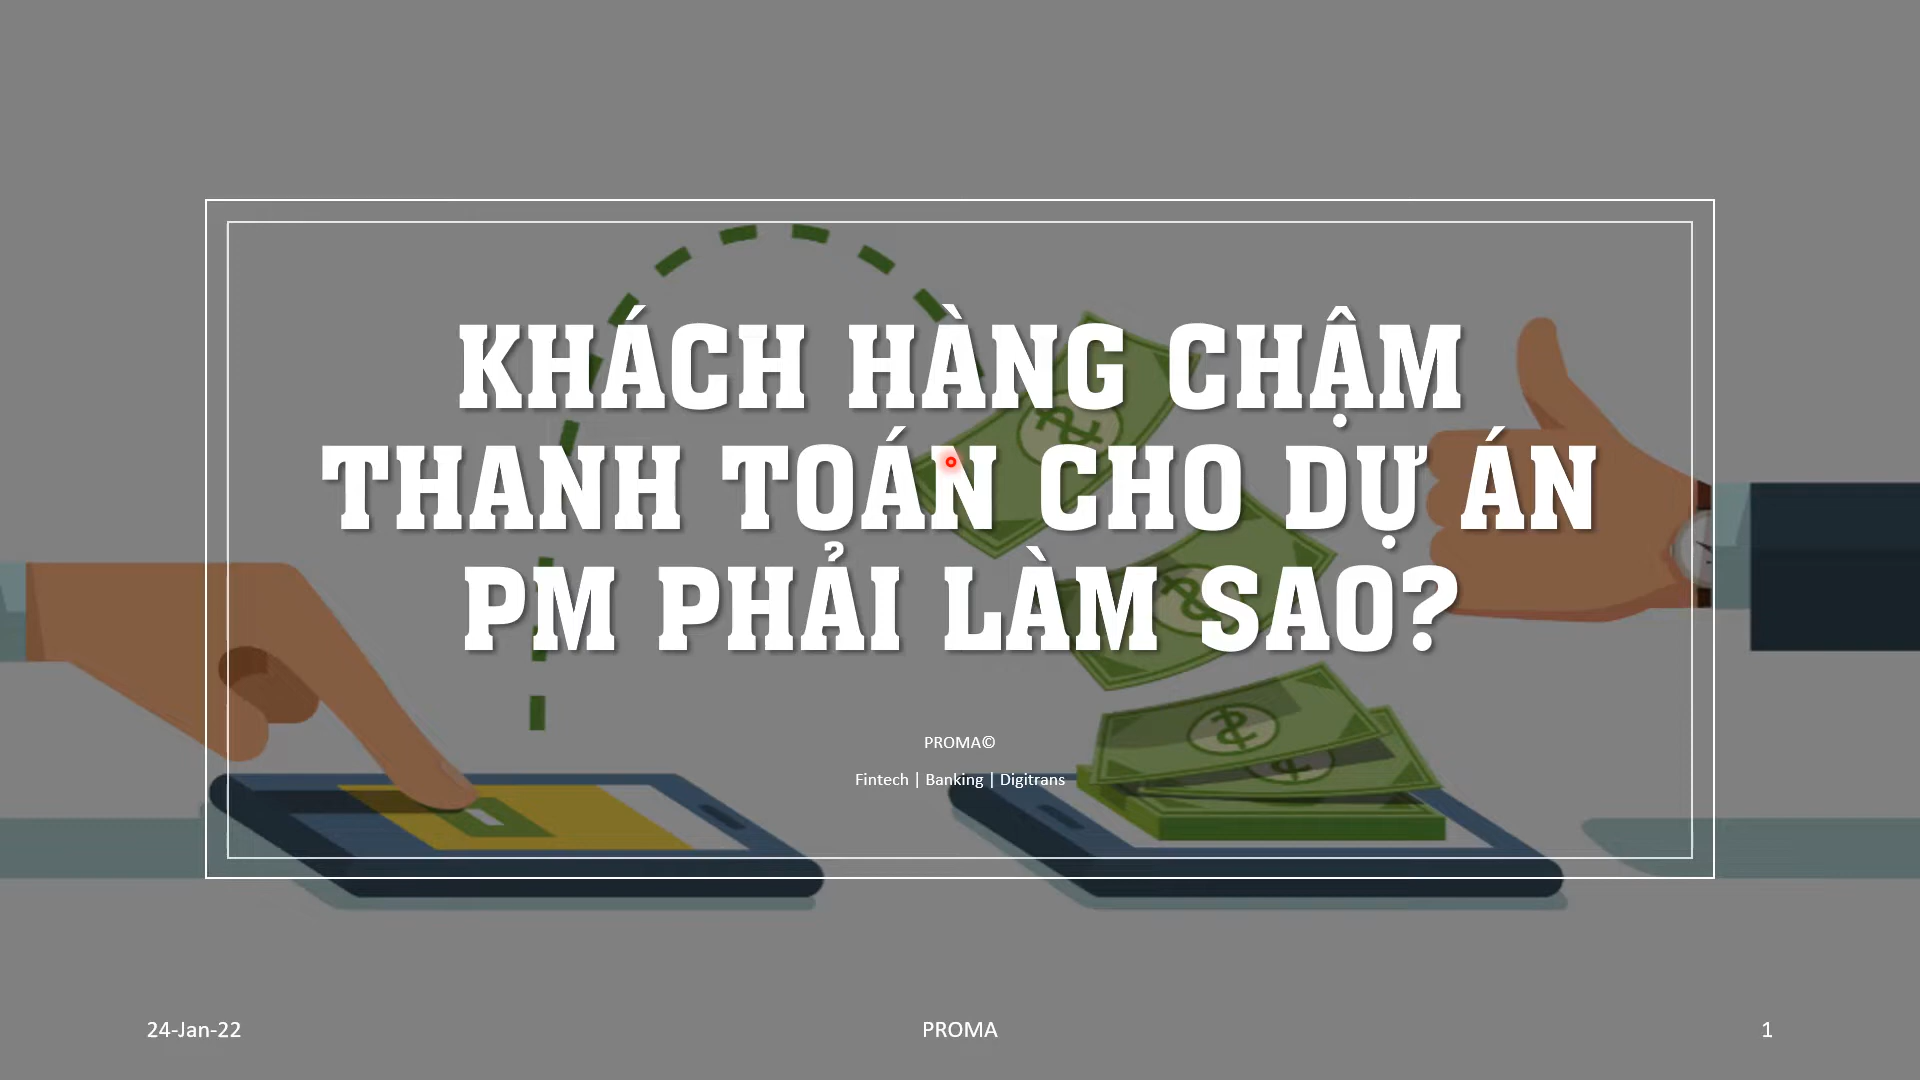 KHÁCH HÀNG CHẬM
THANH TOÁN CHO DỰ ÁN
PM PHẢI LÀM SAO?
PROMA©
Fintech | Banking | Digitrans
24-Jan-22
PROMA
1